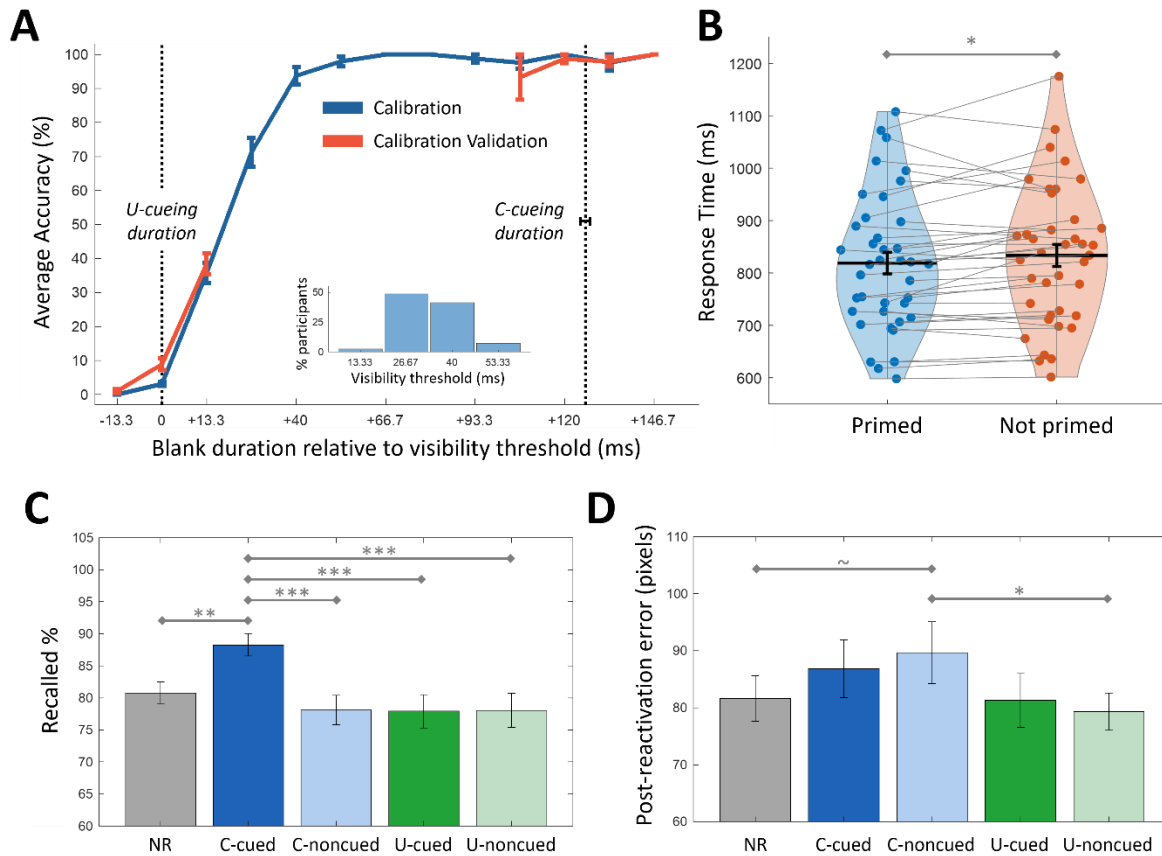 A
Average Accuracy (%)
100
90
80
70
60
50
40
30
20
10
0
Calibration
Calibration Validation
U-cueing
duration
C-cueing
duration
% participants
50
25
0
13.33 26.67 40 53.33
Visibility threshold (ms)
-13.3 0 +13.3 +40 +66.7 +93.3 +120 +146.7
Blank duration relative to visibility threshold (ms)
B
*
Response Time (ms)
1200
1100
1000
900
800
700
600
Primed Not primed
C
Recalled %
105
100
95
90
85
80
75
70
65
60
***
***
***
**
NR C-cued C-noncued U-cued U-noncued
D
Post-reactivation error (pixels)
110
100
90
80
70
60
~
*
NR C-cued C-noncued U-cued U-noncued